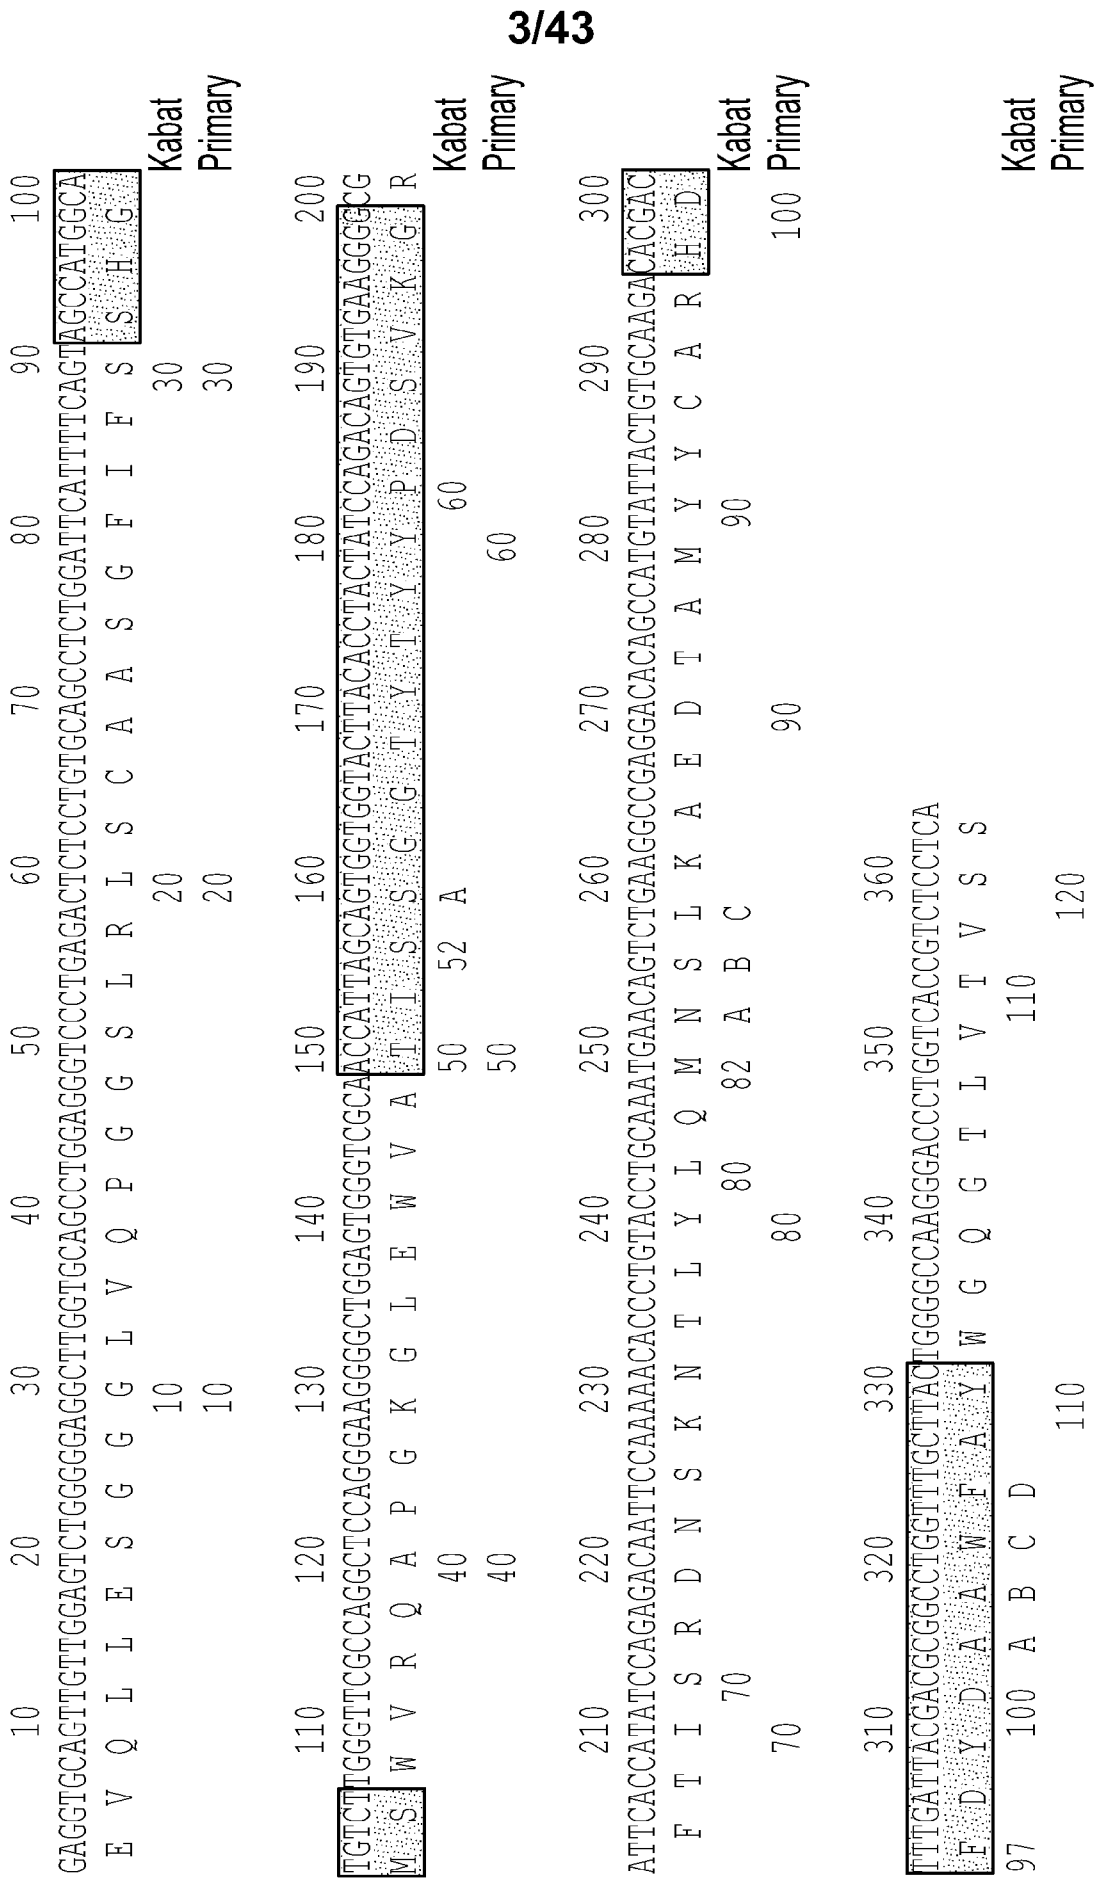 3/43
10 20 30 40 50 60 70 80 90 100
GAGGTGCAGTTGTTGGAGTCTGGGGGAGGCTTGGTGCAGCCTGGAGGGTCCCTGAGACTCTCCTGTGCAGCCTCTGGATTCATTTTCAGTAGCCATGGCA
E V Q L L E S G G G L V Q P G G S L R L S C A A S G F I F S S H G
10 20 30 Kabat
10 20 30 Primary
110 120 130 140 150 160 170 180 190 200
TGTCTTGGGTTCGCCAGGCTCCAGGGAAGGGGCTGGAGTGGGTCGCAACCATTAGCAGTGGTGGTACTTACACCTACTATCCAGACAGTGTGAAGGGGCG
M S W V R Q A P G K G L E W V A T I S S G G T Y T Y Y P D S V K G R
40 50 52 A 60 Kabat
40 50 60 Primary
210 220 230 240 250 260 270 280 290 300
ATTCACCATATCCAGAGACAATTCCAAAAACACCCTGTACCTGCAAATGAACAGTCTGAAGGCCGAGGACACAGCCATGTATTACTGTGCAAGACACGAC
F T I S R D N S K N T L Y L Q M N S L K A E D T A M Y Y C A R H D
70 80 82 A B C 90 Kabat
70 80 90 100 Primary
310 320 330 340 350 360
TTTGATTACGACGCGGCCTGGTTTGCTTACTGGGGCCAAGGGACCCTGGTCACCGTCTCCTCA
F D Y D A A W F A Y W G Q G T L V T V S S
97 100 A B C D 110 Kabat
110 120 Primary